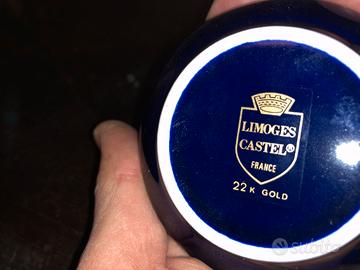 LIMOGES
CASTEL®
FRANCE
22 K GOLD
subito